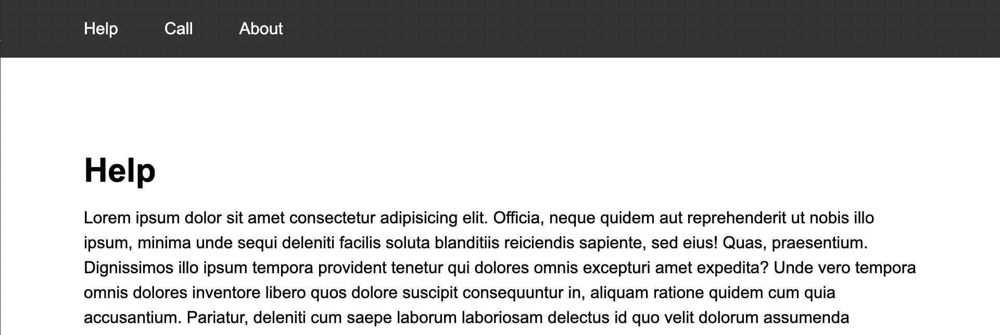 Help Call About
Help
Lorem ipsum dolor sit amet consectetur adipisicing elit. Officia, neque quidem aut reprehenderit ut nobis illo
ipsum, minima unde sequi deleniti facilis soluta blanditiis reiciendis sapiente, sed eius! Quas, praesentium.
Dignissimos illo ipsum tempora provident tenetur qui dolores omnis excepturi amet expedita? Unde vero tempora
omnis dolores inventore libero quos dolore suscipit consequuntur in, aliquam ratione quidem cum quia
accusantium. Pariatur, deleniti cum saepe laborum laboriosam delectus id quo velit dolorum assumenda